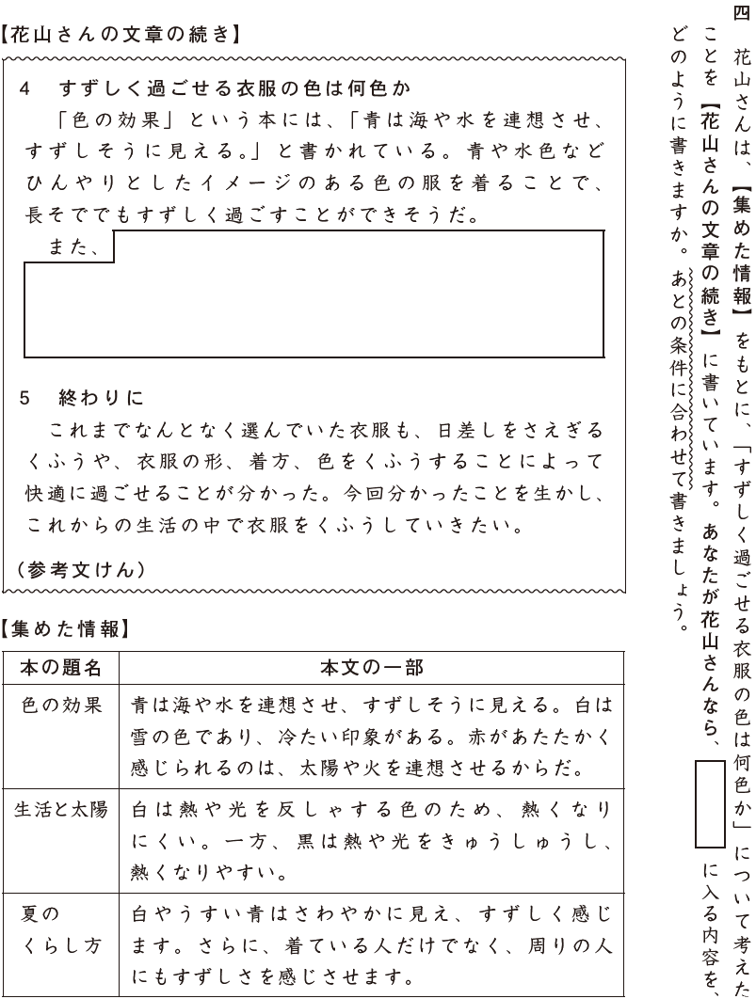 四　花山さんは、【集めた情報】をもとに、「すずしく過ごせる衣服の色は何色か」について考えた
ことを【花山さんの文章の続き】に書いています。あなたが花山さんなら、　に入る内容を、
どのように書きますか。あとの条件に合わせて書きましょう。
【花山さんの文章の続き】
4　すずしく過ごせる衣服の色は何色か
「色の効果」という本には、「青は海や水を連想させ、
すずしそうに見える。」と書かれている。青や水色など
ひんやりとしたイメージのある色の服を着ることで、
長そででもすずしく過ごすことができそうだ。
また、
5　終わりに
これまでなんとなく選んでいた衣服も、日差しをさえぎる
くふうや、衣服の形、着方、色をくふうすることによって
快適に過ごせることが分かった。今回分かったことを生かし、
これからの生活の中で衣服をくふうしていきたい。
（参考文けん）
【集めた情報】
本の題名　本文の一部
色の効果　青は海や水を連想させ、すずしそうに見える。白は
雪の色であり、冷たい印象がある。赤があたたかく
感じられるのは、太陽や火を連想させるからだ。
生活と太陽　白は熱や光を反しゃする色のため、熱くなり
にくい。一方、黒は熱や光をきゅうしゅうし、
熱くなりやすい。
夏の　白やうすい青はさわやかに見え、すずしく感じ
くらし方　ます。さらに、着ている人だけでなく、周りの人
にもすずしさを感じさせます。